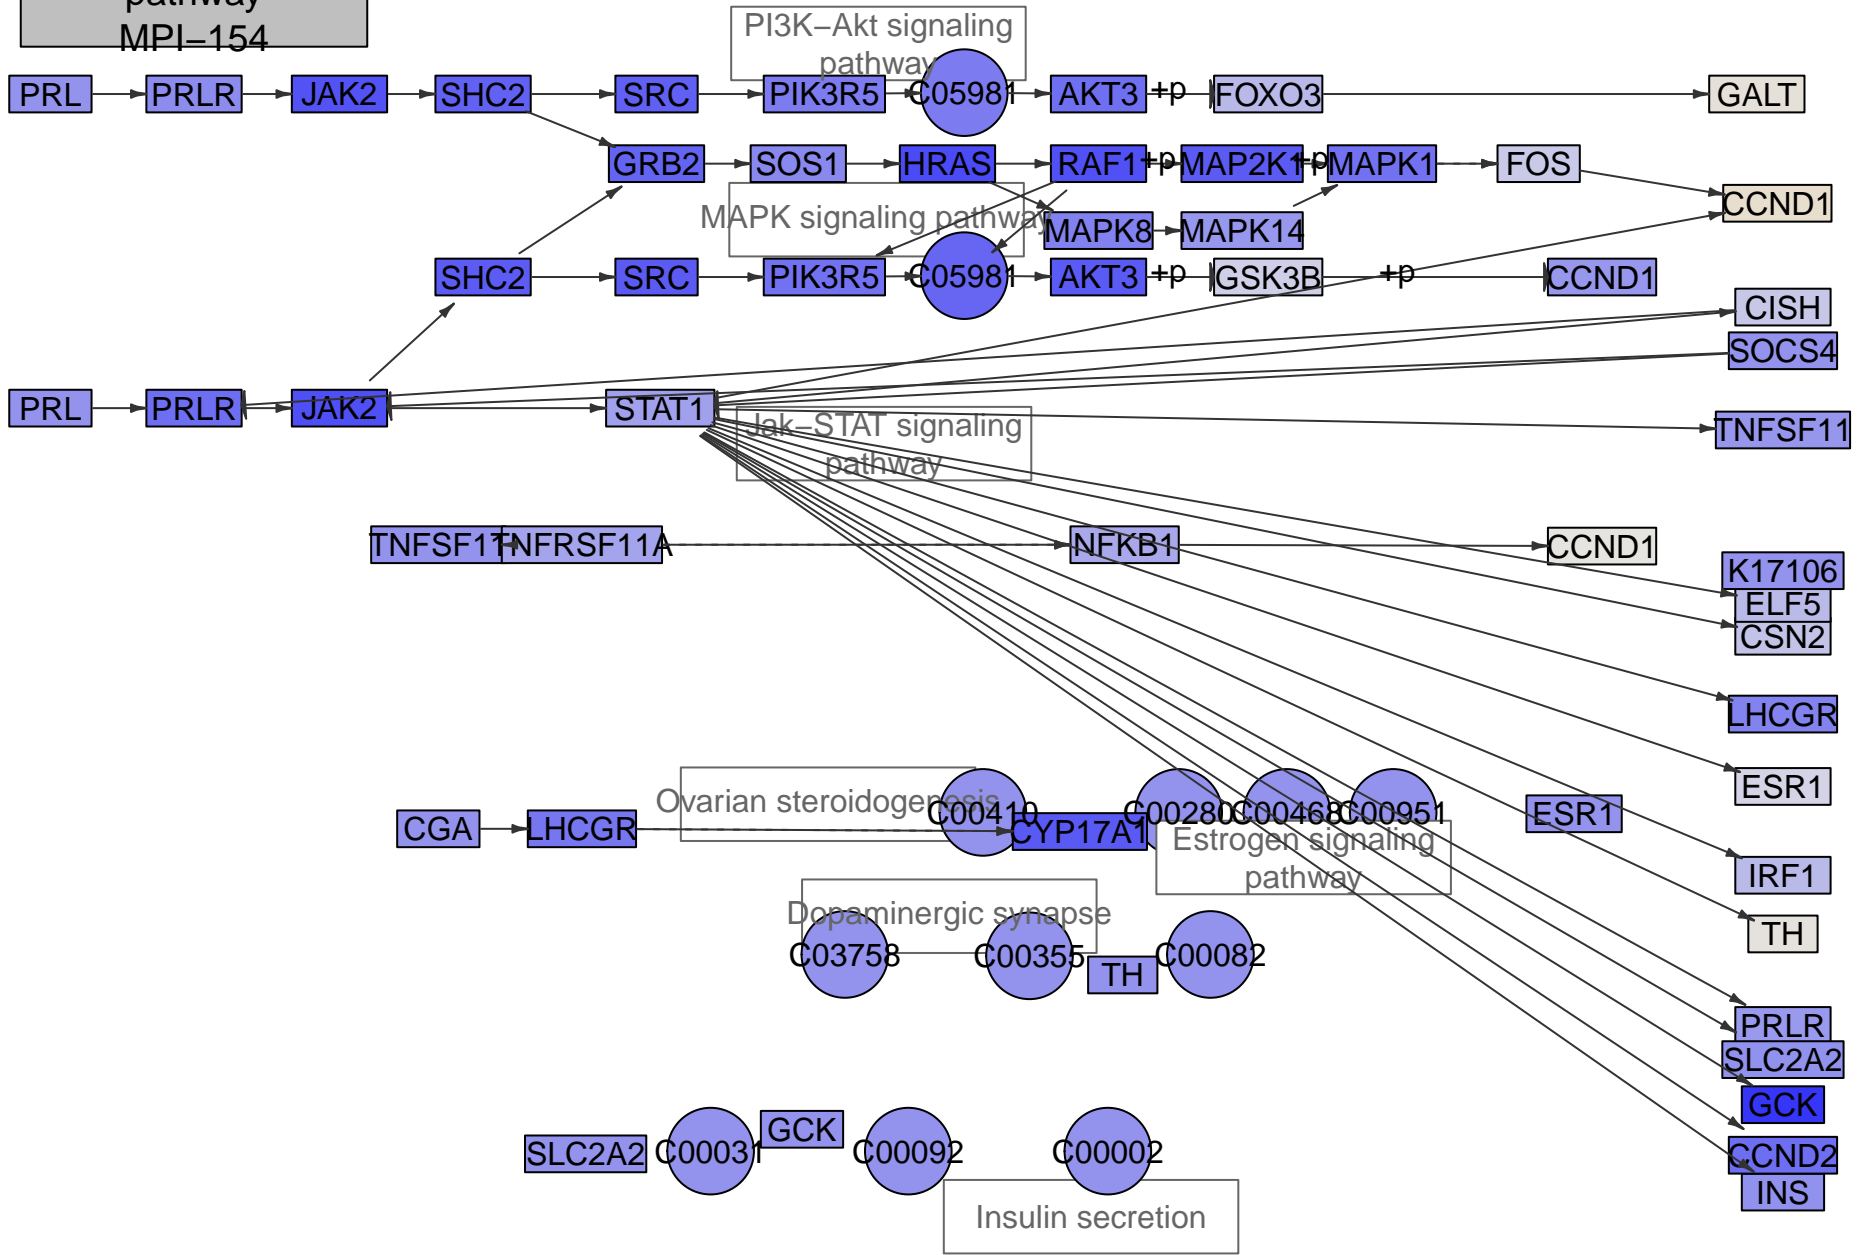 pathway
MPI–154
PI3K–Akt signaling
pathway
PRL
PRLR
JAK2
SHC2
SRC
PIK3R5
C05981
AKT3
+p
FOXO3
GALT
GRB2
SOS1
HRAS
RAF1
+p
MAP2K1
+p
MAPK1
FOS
CCND1
MAPK signaling pathway
MAPK8
MAPK14
SHC2
SRC
PIK3R5
C05981
AKT3
+p
GSK3B
+p
CCND1
CISH
SOCS4
PRL
PRLR
JAK2
STAT1
Jak–STAT signaling
pathway
TNFSF11
TNFSF11
TNFRSF11A
NFKB1
CCND1
K17106
ELF5
CSN2
LHCGR
ESR1
Ovarian steroidogenesis
C00410
C00280
C00468
C00951
ESR1
CGA
LHCGR
CYP17A1
Estrogen signaling
pathway
IRF1
Dopaminergic synapse
TH
C03758
C00355
TH
C00082
PRLR
SLC2A2
GCK
SLC2A2
C00031
GCK
C00092
C00002
CCND2
INS
Insulin secretion